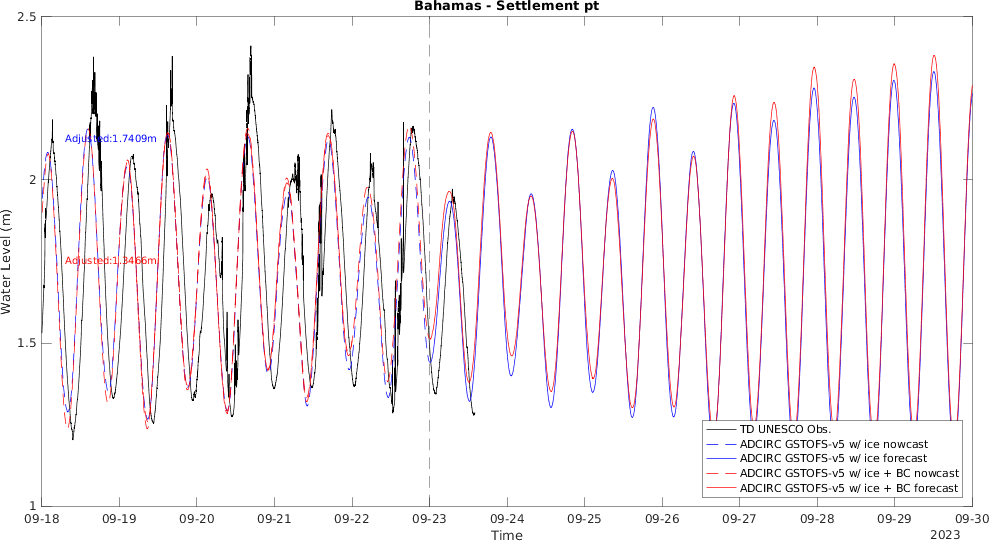 Bahamas - Settlement pt
2.5
2
1.5
1
Water Level (m)
Adjusted:1.7409m
Adjusted:1.3466m
TD UNESCO Obs.
ADCIRC GSTOFS-v5 w/ ice nowcast
ADCIRC GSTOFS-v5 w/ ice forecast
ADCIRC GSTOFS-v5 w/ ice + BC nowcast
ADCIRC GSTOFS-v5 w/ ice + BC forecast
09-18 09-19 09-20 09-21 09-22 09-23 09-24 09-25 09-26 09-27 09-28 09-29 09-30
Time
2023